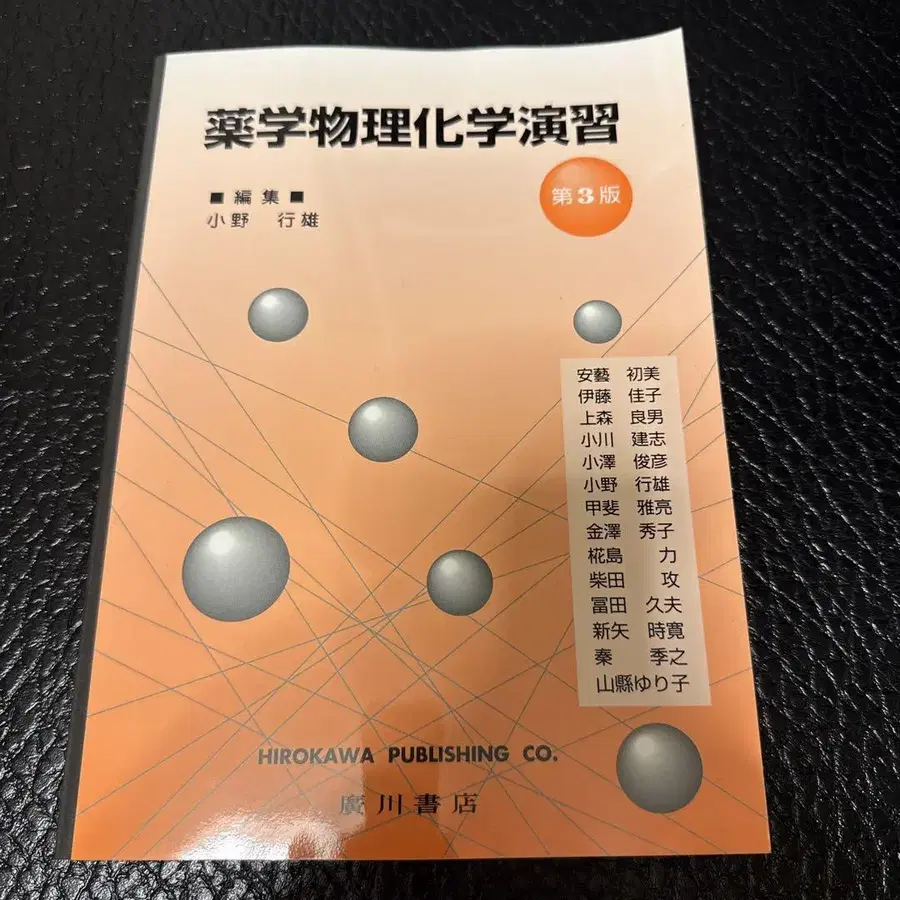 薬学物理化学演習
第3版
■ 編集 ■
小野 行雄
安藝 初美
伊藤 佳子
上森 良男
小川 建志
小澤 俊彦
小野 行雄
甲斐 雅亮
金澤 秀子
椛島 力
柴田 攻
冨田 久夫
新矢 時寛
秦 季之
山縣ゆり子
HIROKAWA PUBLISHING CO.
廣川書店